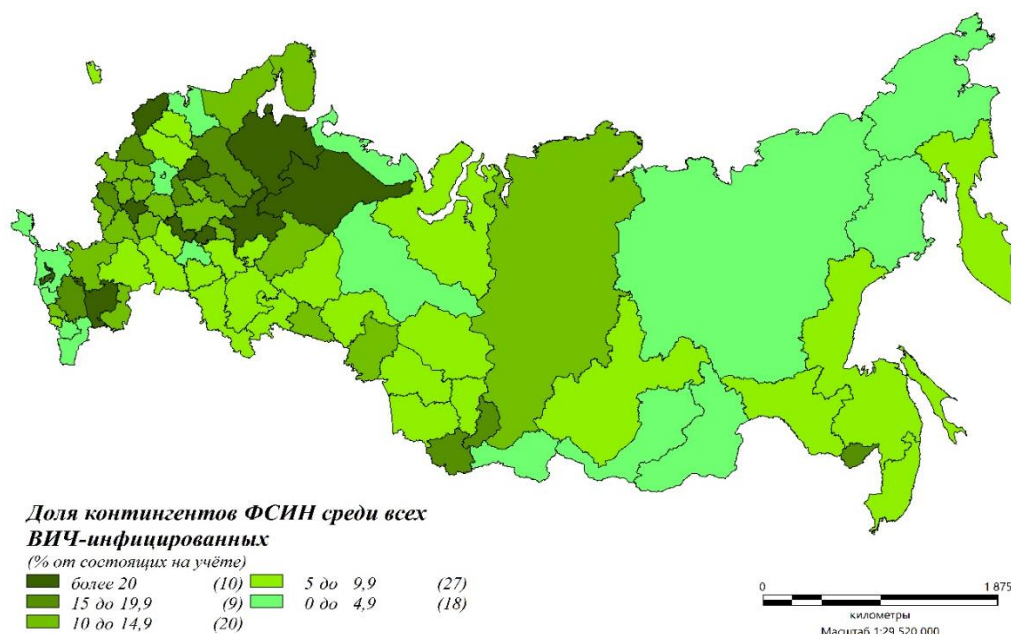 Доля контингентов ФСИН среди всех
ВИЧ-инфицированных
(% от состоящих на учёте)
более 20 (10) 5 до 9,9 (27)
15 до 19,9 (9) 0 до 4,9 (18)
10 до 14,9 (20)
0 1 875
километры
Масштаб 1:29 520 000